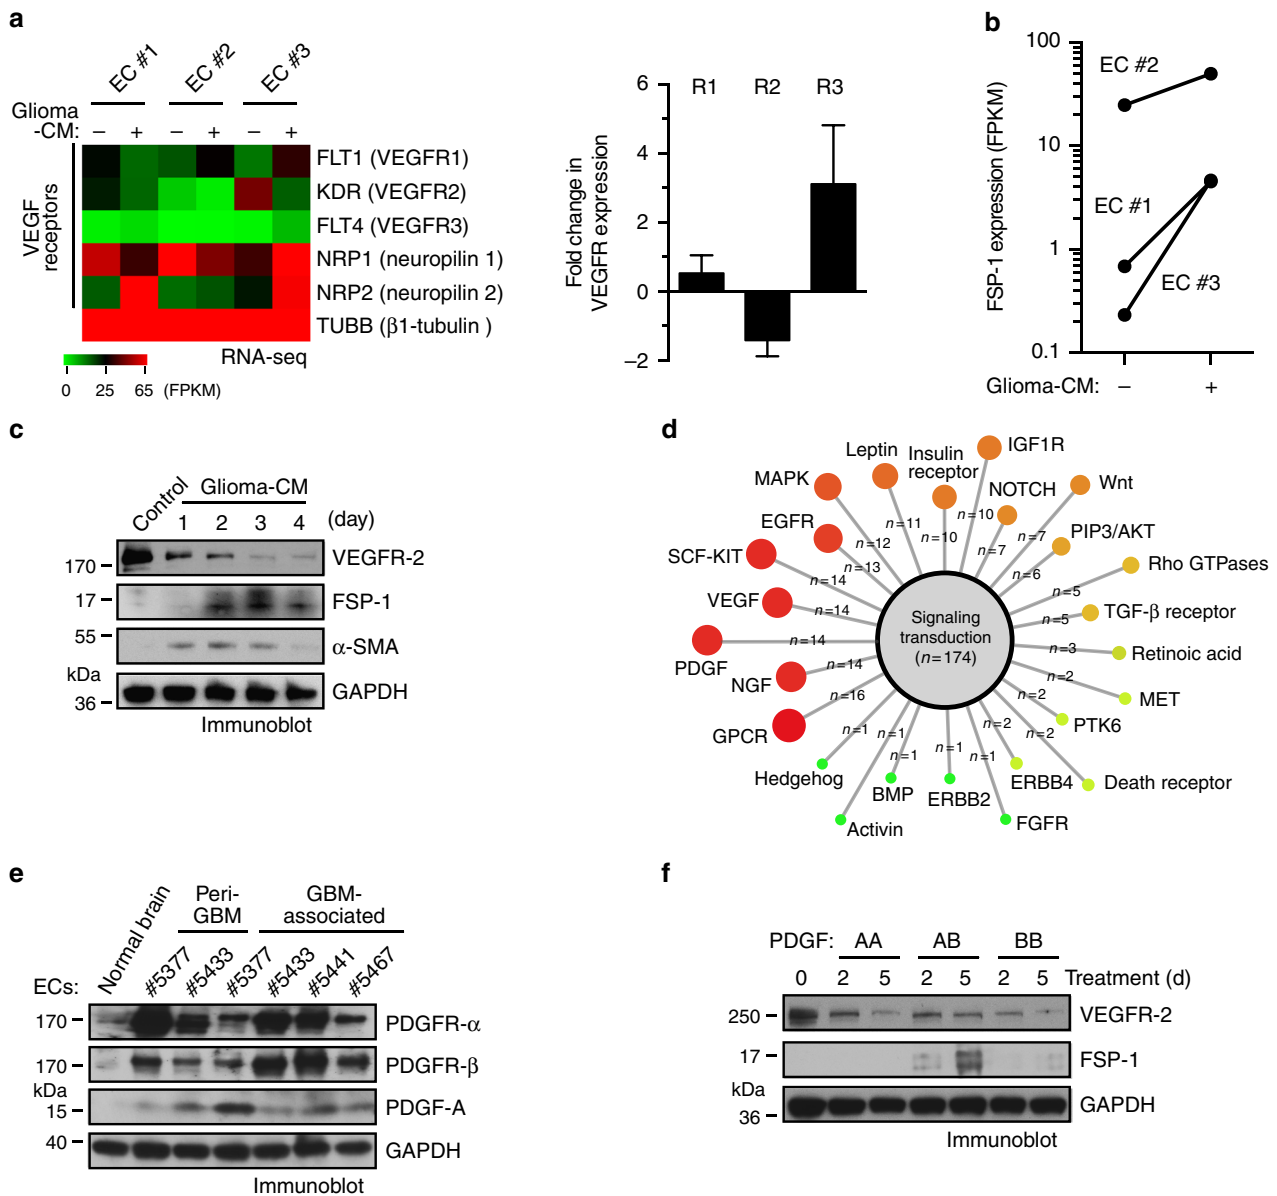 a
EC #1
EC #2
EC #3
Glioma
-CM:
– + – + – +
VEGF
receptors
FLT1 (VEGFR1)
KDR (VEGFR2)
FLT4 (VEGFR3)
NRP1 (neuropilin 1)
NRP2 (neuropilin 2)
TUBB (β1-tubulin )
RNA-seq
0 25 65 (FPKM)
Fold change in
VEGFR expression
6
4
2
0
–2
R1 R2 R3
b
FSP-1 expression (FPKM)
100
10
1
0.1
EC #2
EC #1
EC #3
Glioma-CM: – +
c
Control
Glioma-CM
1 2 3 4 (day)
170
VEGFR-2
17
FSP-1
55
α-SMA
kDa
36
GAPDH
Immunoblot
d
Signaling
transduction
(n=174)
IGF1R
n=10
NOTCH
n=7
Wnt
n=7
PIP3/AKT
n=6
Rho GTPases
n=5
TGF-β receptor
n=5
Retinoic acid
n=3
MET
n=2
PTK6
n=2
Death receptor
n=2
ERBB4
n=2
FGFR
n=1
ERBB2
n=1
BMP
n=1
Activin
n=1
Hedgehog
n=1
GPCR
n=16
NGF
n=14
PDGF
n=14
VEGF
n=14
SCF-KIT
n=14
EGFR
n=13
MAPK
n=12
Leptin
n=11
Insulin
receptor
n=10
e
Peri-
GBM
GBM-
associated
ECs:
Normal brain
#5377
#5433
#5377
#5433
#5441
#5467
170
PDGFR-α
170
PDGFR-β
kDa
15
PDGF-A
40
GAPDH
Immunoblot
f
PDGF: AA AB BB
0 2 5 2 5 2 5 Treatment (d)
250
VEGFR-2
17
FSP-1
kDa
36
GAPDH
Immunoblot